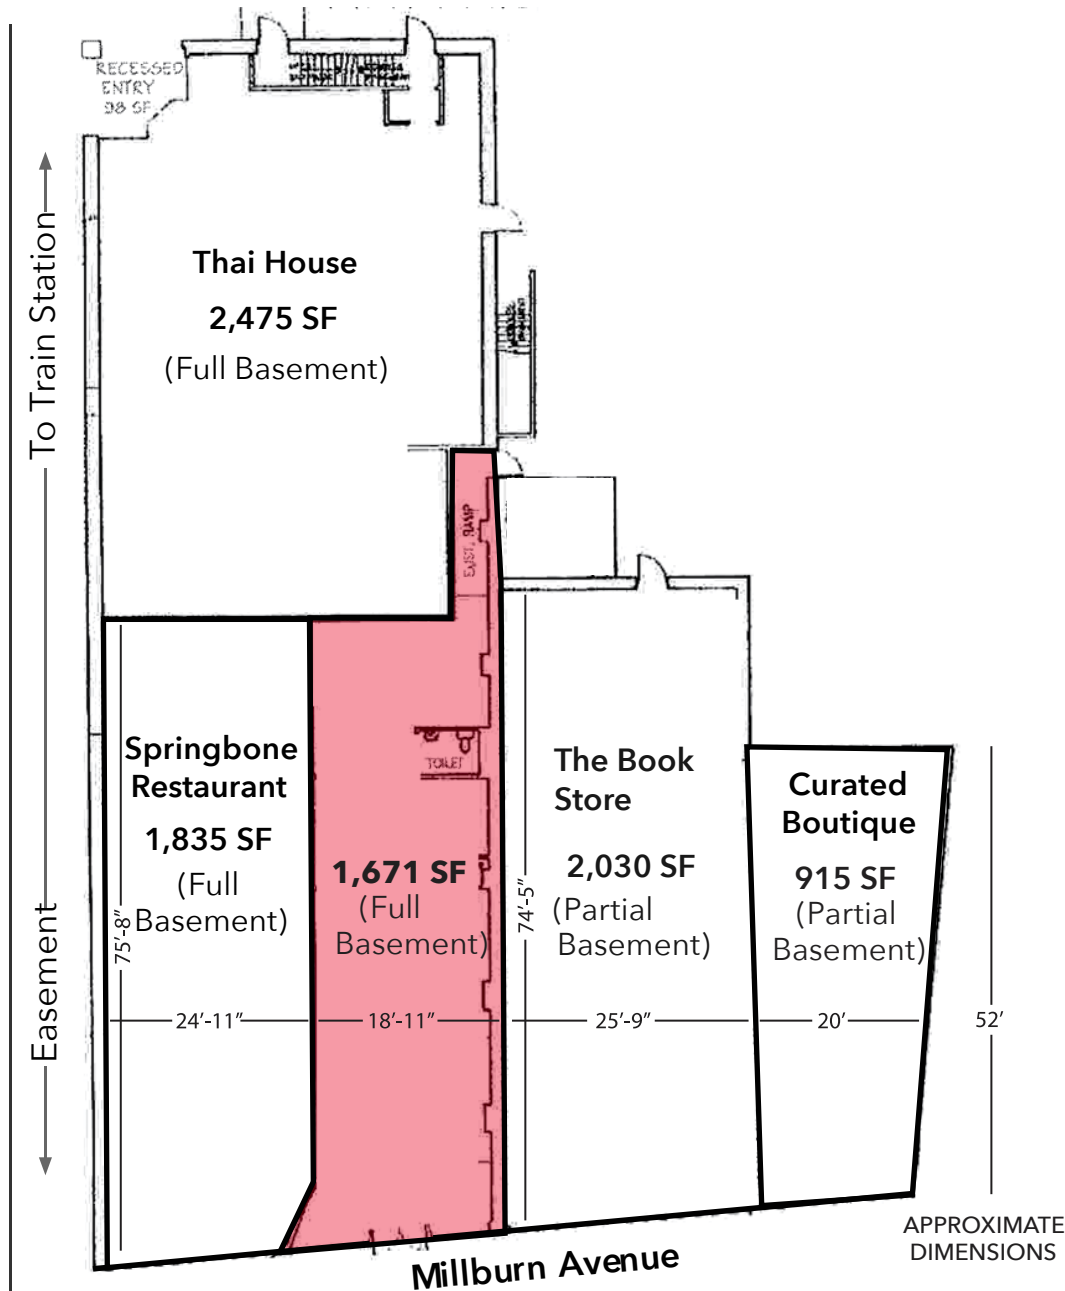 RECESSED
ENTRY
98 SF
To Train Station
Thai House
2,475 SF
(Full Basement)
EXIST. RAMP
Springbone
Restaurant
1,835 SF
(Full
Basement)
75'-8"
24'-11"
TOILET
1,671 SF
(Full
Basement)
18'-11"
The Book
Store
2,030 SF
(Partial
Basement)
74'-5"
25'-9"
Curated
Boutique
915 SF
(Partial
Basement)
20'
52'
Easement
APPROXIMATE
DIMENSIONS
Millburn Avenue